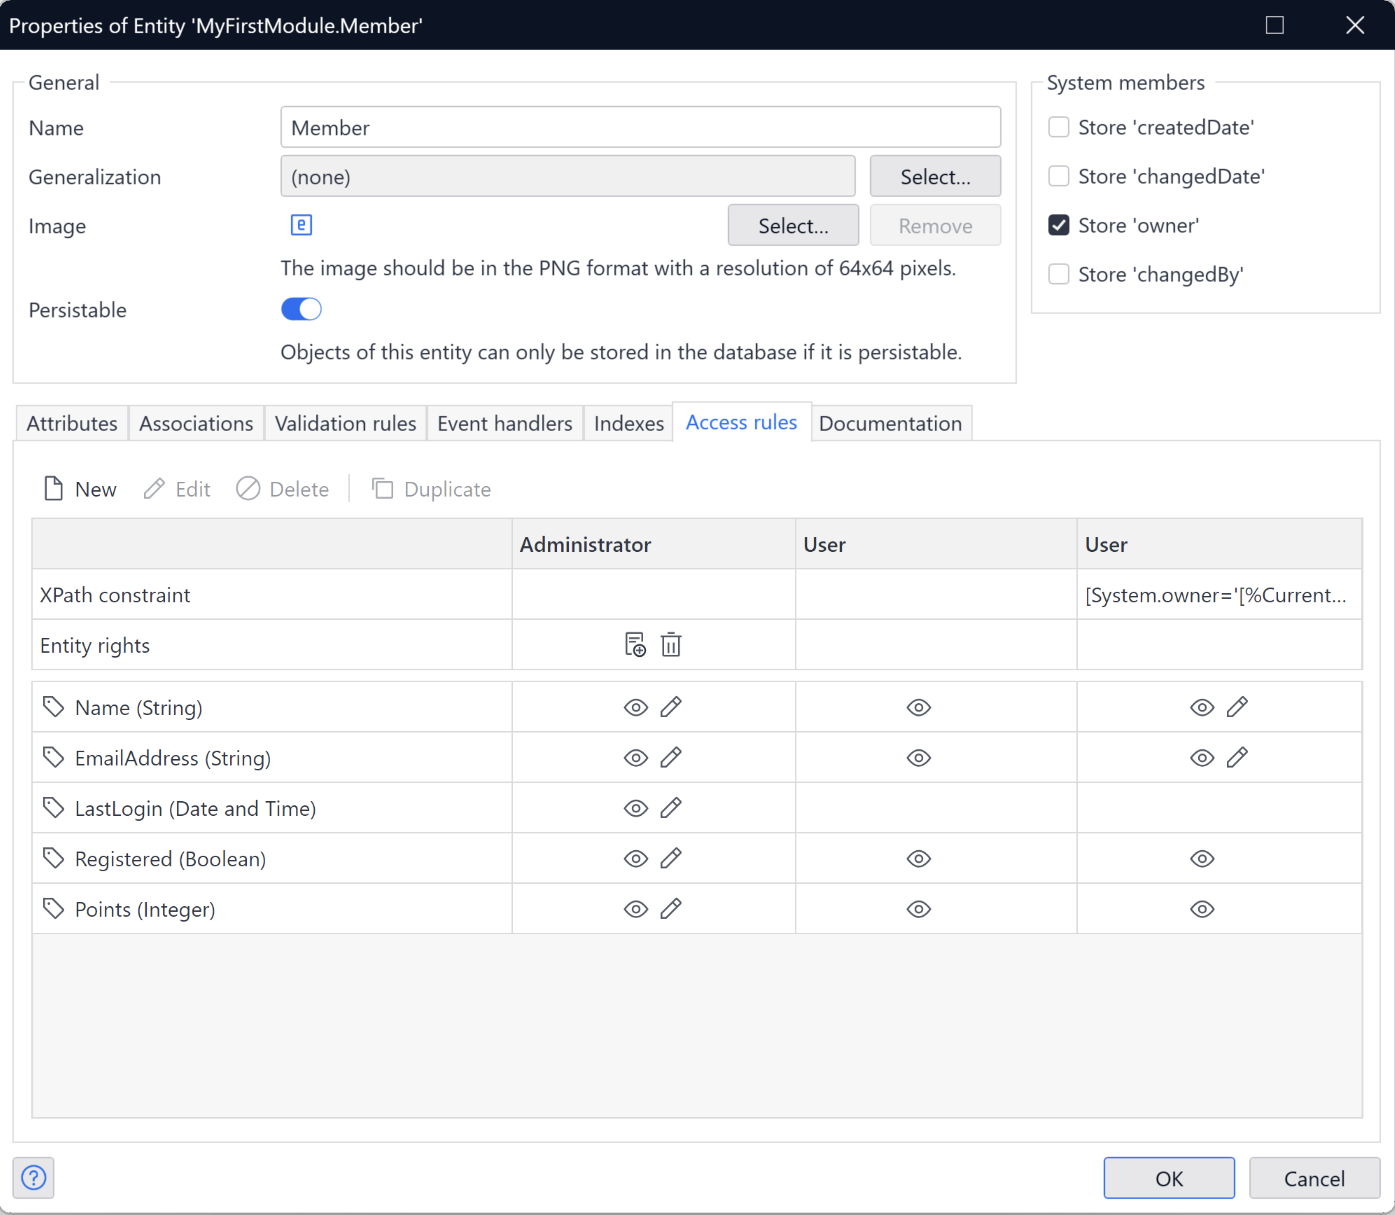 Properties of Entity 'MyFirstModule.Member'
General
Name
Member
Generalization
(none)
Select...
Image
Select...
Remove
The image should be in the PNG format with a resolution of 64x64 pixels.
Persistable
Objects of this entity can only be stored in the database if it is persistable.
System members
Store 'createdDate'
Store 'changedDate'
Store 'owner'
Store 'changedBy'
Attributes
Associations
Validation rules
Event handlers
Indexes
Access rules
Documentation
New
Edit
Delete
Duplicate
Administrator
User
User
XPath constraint
[System.owner='[%Current...
Entity rights
Name (String)
EmailAddress (String)
LastLogin (Date and Time)
Registered (Boolean)
Points (Integer)
OK
Cancel